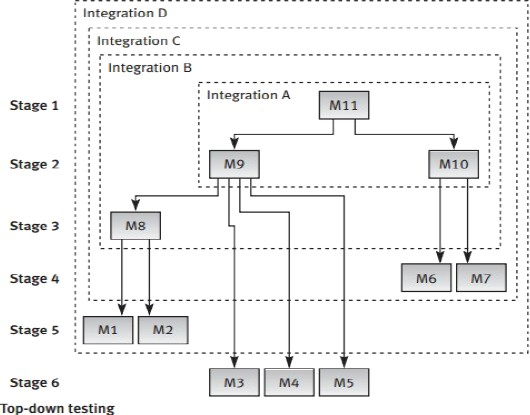 Integration D
Integration C
Integration B
Integration A
Stage 1
M11
Stage 2
M9
M10
Stage 3
M8
Stage 4
M6
M7
Stage 5
M1
M2
Stage 6
M3
M4
M5
Top-down testing